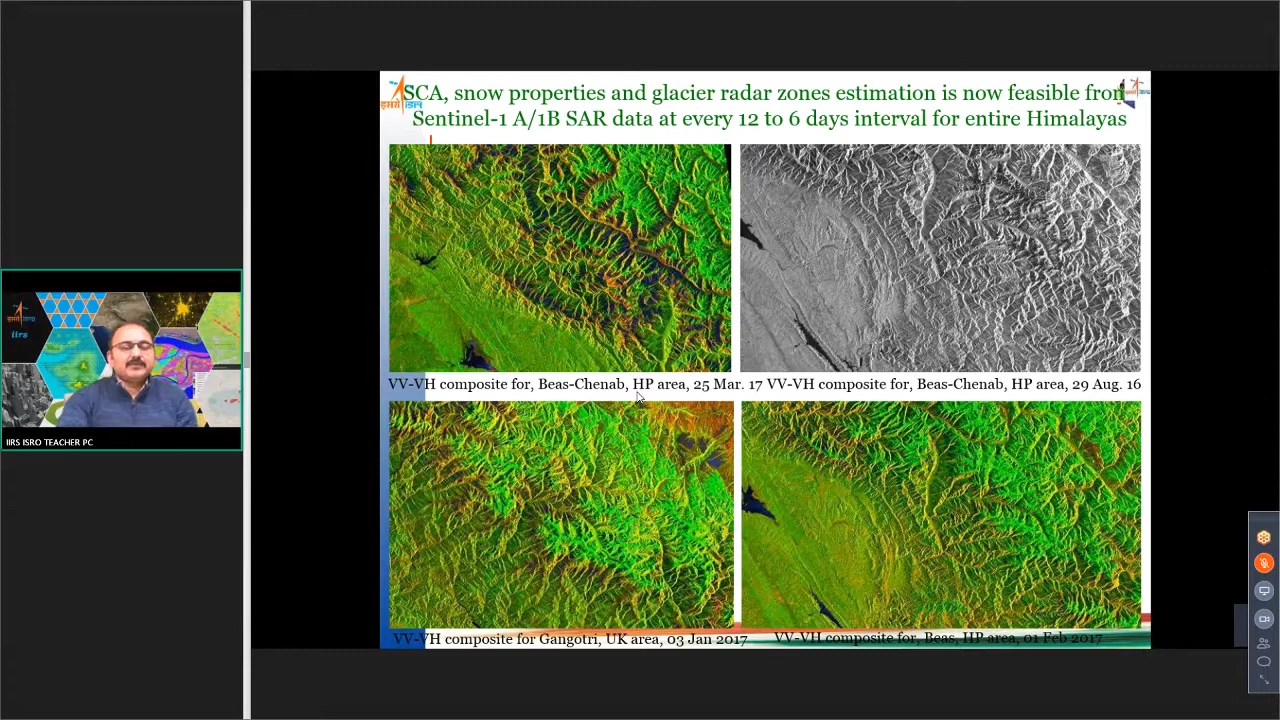 SCA, snow properties and glacier radar zones estimation is now feasible from
Sentinel-1 A/1B SAR data at every 12 to 6 days interval for entire Himalayas
VV-VH composite for, Beas-Chenab, HP area, 25 Mar. 17
VV-VH composite for, Beas-Chenab, HP area, 29 Aug. 16
VV-VH composite for Gangotri, UK area, 03 Jan 2017
VV-VH composite for, Beas, HP area, 01 Feb 2017
इसरो isro
iirs
IIRS ISRO TEACHER PC